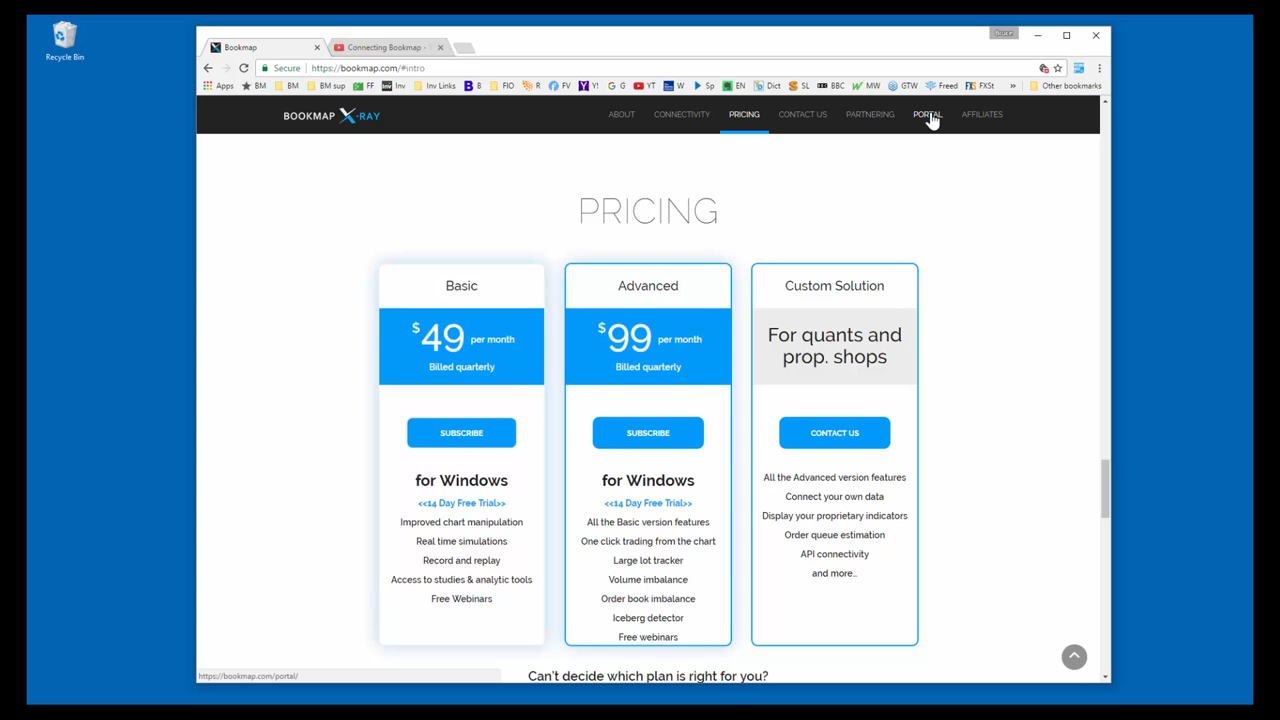 Recycle Bin
Bruce
Bookmap
Connecting Bookmap -
Secure
https://bookmap.com/#intro
Apps
BM
BM
BM sup
FF
Inv
Inv Links
B
FIO
R
FV
Y!
G
YT
W
Sp
EN
Dict
SL
BBC
MW
GTW
Freed
FXSt
»
Other bookmarks
BOOKMAP X-RAY
ABOUT
CONNECTIVITY
PRICING
CONTACT US
PARTNERING
PORTAL
AFFILIATES
PRICING
Basic
$49 per month
Billed quarterly
SUBSCRIBE
for Windows
<<14 Day Free Trial>>
Improved chart manipulation
Real time simulations
Record and replay
Access to studies & analytic tools
Free Webinars
Advanced
$99 per month
Billed quarterly
SUBSCRIBE
for Windows
<<14 Day Free Trial>>
All the Basic version features
One click trading from the chart
Large lot tracker
Volume imbalance
Order book imbalance
Iceberg detector
Free webinars
Custom Solution
For quants and
prop. shops
CONTACT US
All the Advanced version features
Connect your own data
Display your proprietary indicators
Order queue estimation
API connectivity
and more...
Can't decide which plan is right for you?
https://bookmap.com/portal/